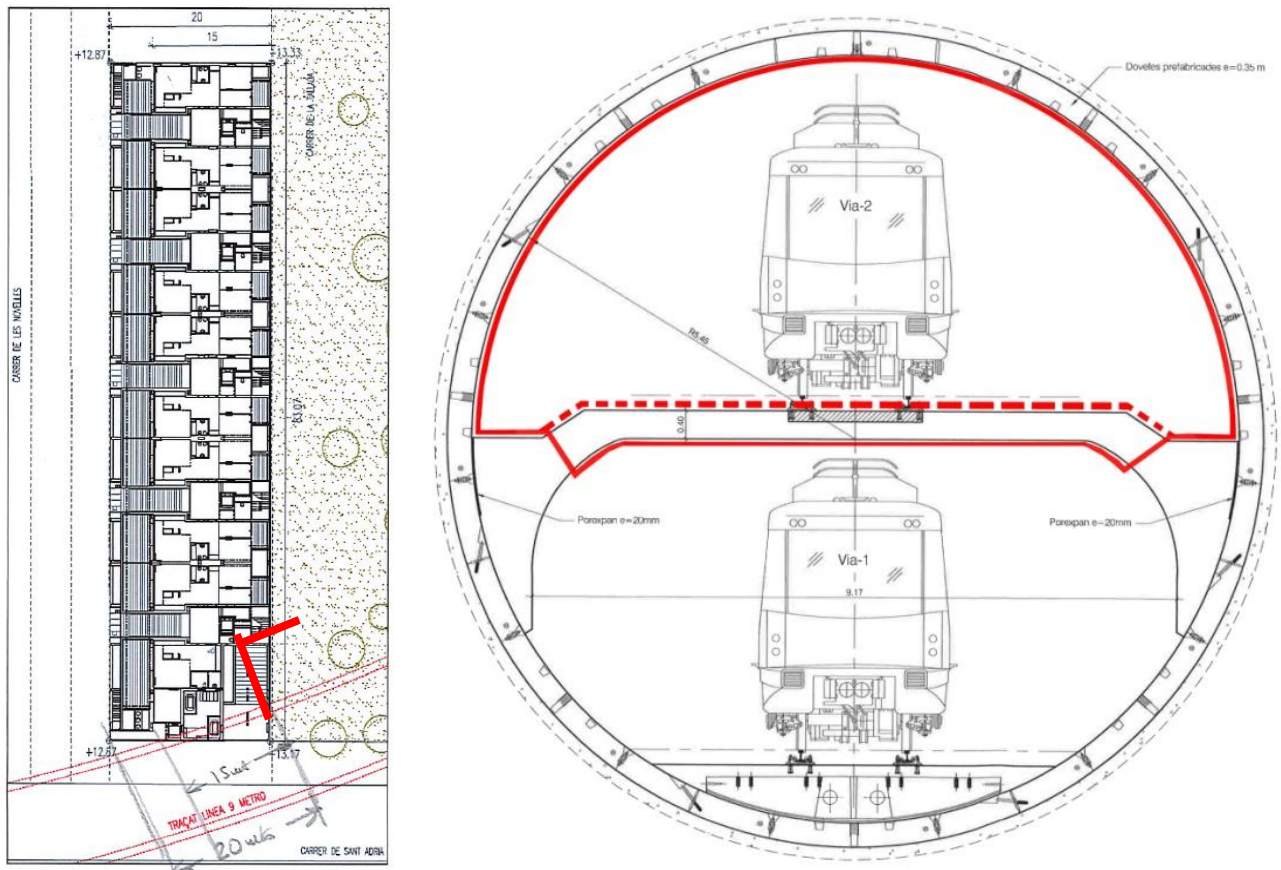 20
15
+12.87
+13.33
CARRER DE LA TALLADA
CARRER DE LES NOVELLES
83.07
+12.67
+13.17
15 mts
TRAÇAT LINEA 9 METRO
20 mts
CARRER DE SANT ADRIA
Doveles prefabricades e=0.35 m
Via-2
R5.45
0.40
Porexpan e=20mm
Porexpan e=20mm
Via-1
9.17